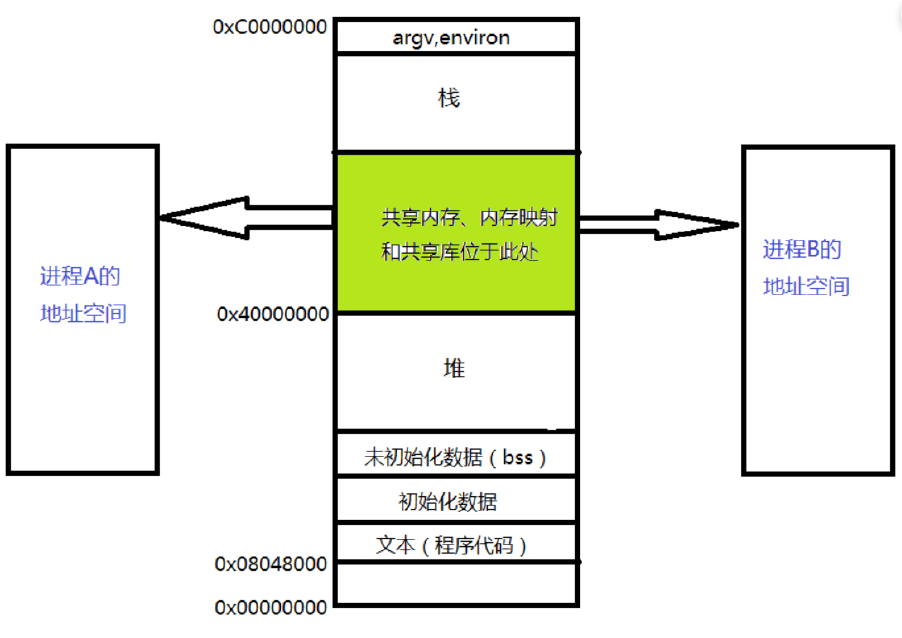 0xC0000000
argv,environ
栈
共享内存、内存映射
和共享库位于此处
进程A的
地址空间
进程B的
地址空间
0x40000000
堆
未初始化数据（bss）
初始化数据
文本（程序代码）
0x08048000
0x00000000